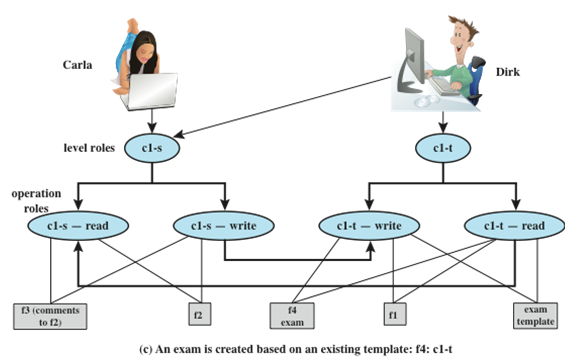 Carla
Dirk
level roles
c1-s
c1-t
operation
roles
c1-s — read
c1-s — write
c1-t — write
c1-t — read
f3 (comments
to f2)
f2
f4
exam
f1
exam
template
(c) An exam is created based on an existing template: f4: c1-t